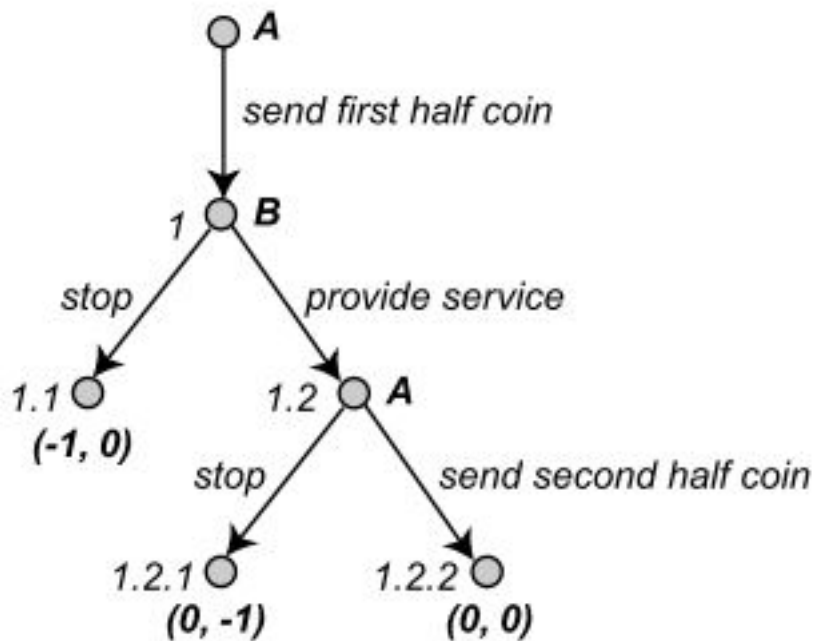 A
send first half coin
1 B
stop provide service
1.1 1.2 A
(-1, 0)
stop send second half coin
1.2.1 1.2.2
(0, -1) (0, 0)